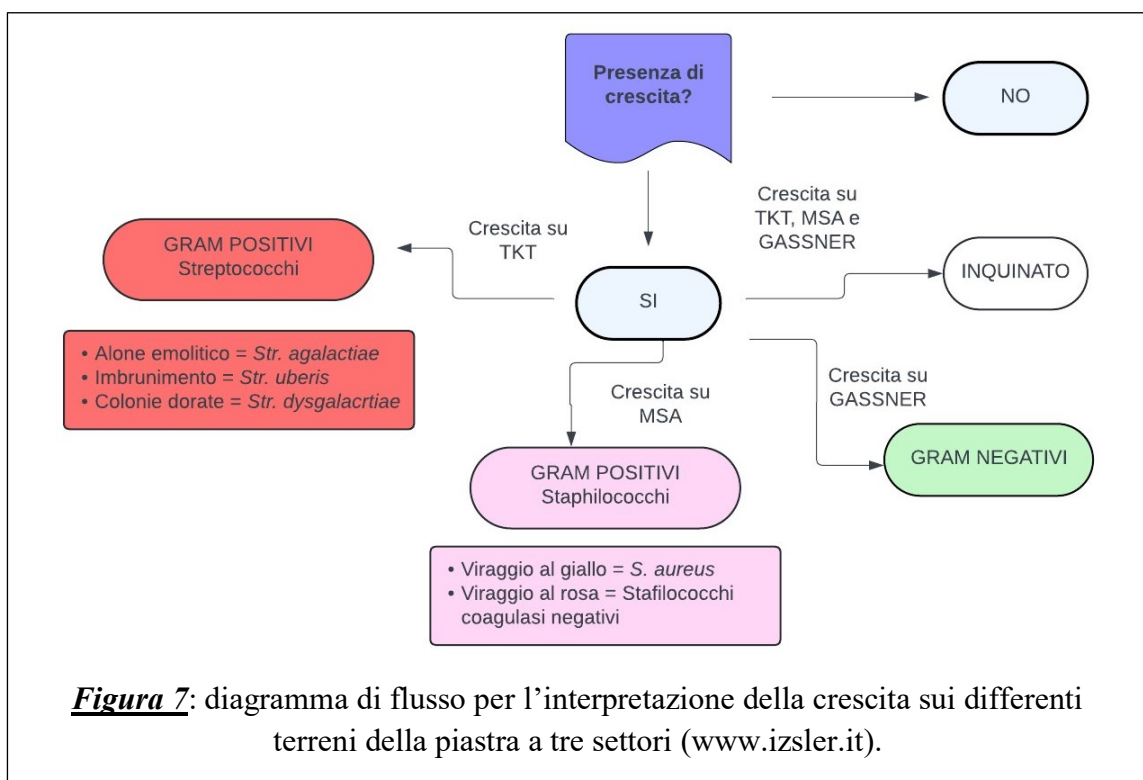 Presenza di
crescita?
NO
Crescita su
TKT, MSA e
GASSNER
Crescita su
TKT
GRAM POSITIVI
Streptococchi
INQUINATO
SI
• Alone emolitico = Str. agalactiae
• Imbrunimento = Str. uberis
• Colonie dorate = Str. dysgalacrtiae
Crescita su
MSA
Crescita su
GASSNER
GRAM POSITIVI
Staphilococchi
GRAM NEGATIVI
• Viraggio al giallo = S. aureus
• Viraggio al rosa = Stafilococchi
coagulasi negativi
Figura 7: diagramma di flusso per l’interpretazione della crescita sui differenti
terreni della piastra a tre settori (www.izsler.it).